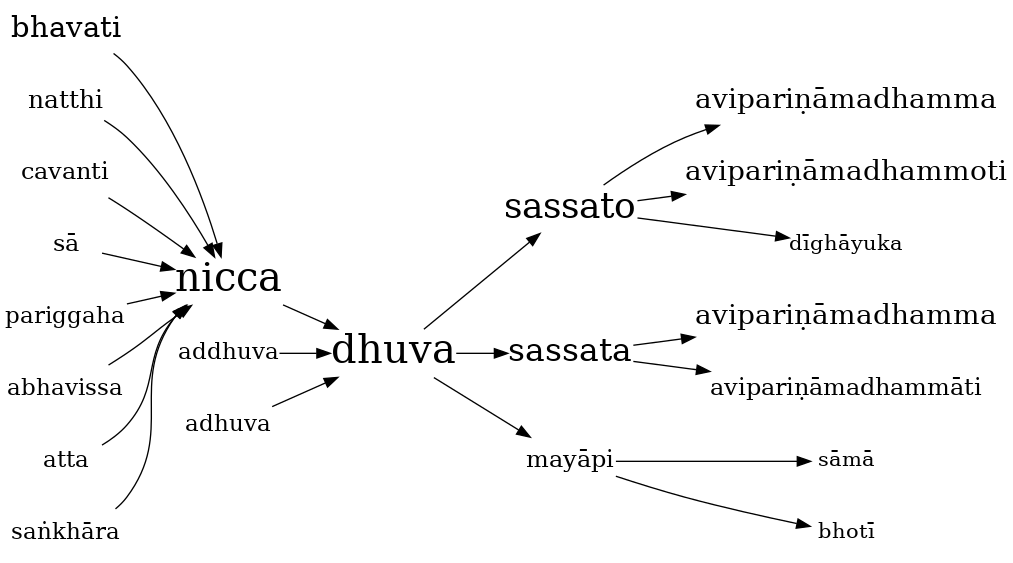 bhavati
natthi
cavanti
sā
pariggaha
abhavissa
atta
saṅkhāra
nicca
addhuva
adhuva
dhuva
sassato
sassata
mayāpi
avipariṇāmadhamma
avipariṇāmadhammoti
dīghāyuka
avipariṇāmadhamma
avipariṇāmadhammāti
sāmā
bhotī